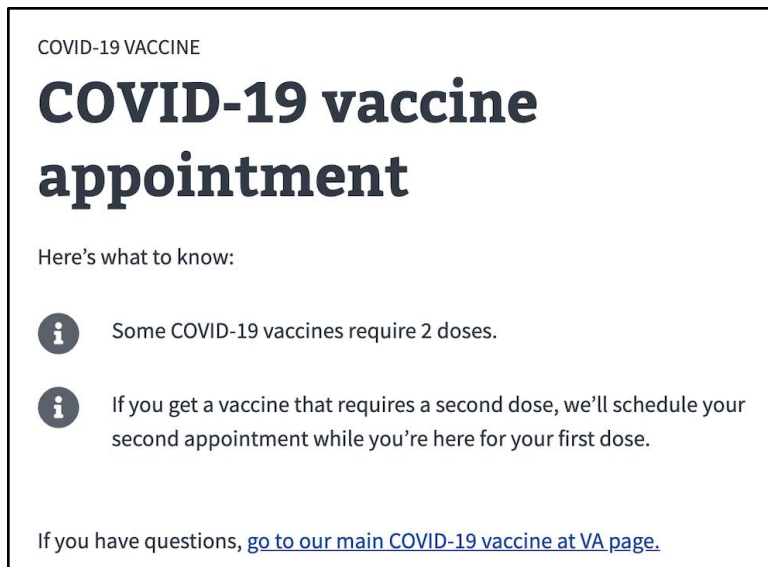 COVID-19 VACCINE
COVID-19 vaccine
appointment
Here’s what to know:
Some COVID-19 vaccines require 2 doses.
If you get a vaccine that requires a second dose, we’ll schedule your
second appointment while you’re here for your first dose.
If you have questions, go to our main COVID-19 vaccine at VA page.